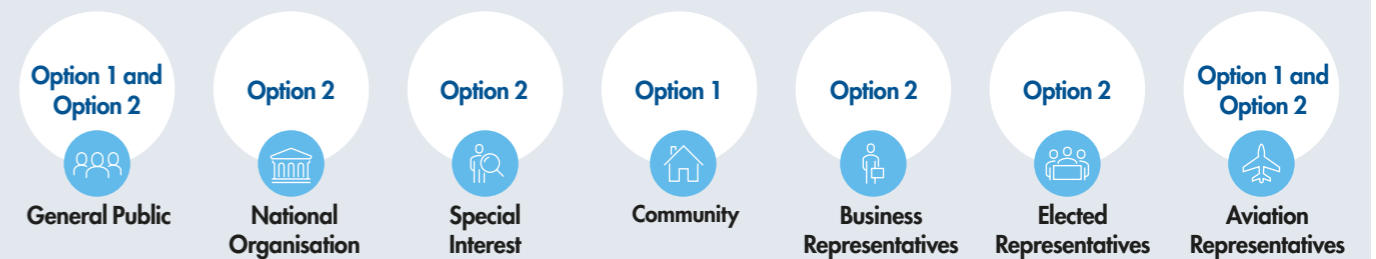 Option 1 and
Option 2
General Public
Option 2
National
Organisation
Option 2
Special
Interest
Option 1
Community
Option 2
Business
Representatives
Option 2
Elected
Representatives
Option 1 and
Option 2
Aviation
Representatives